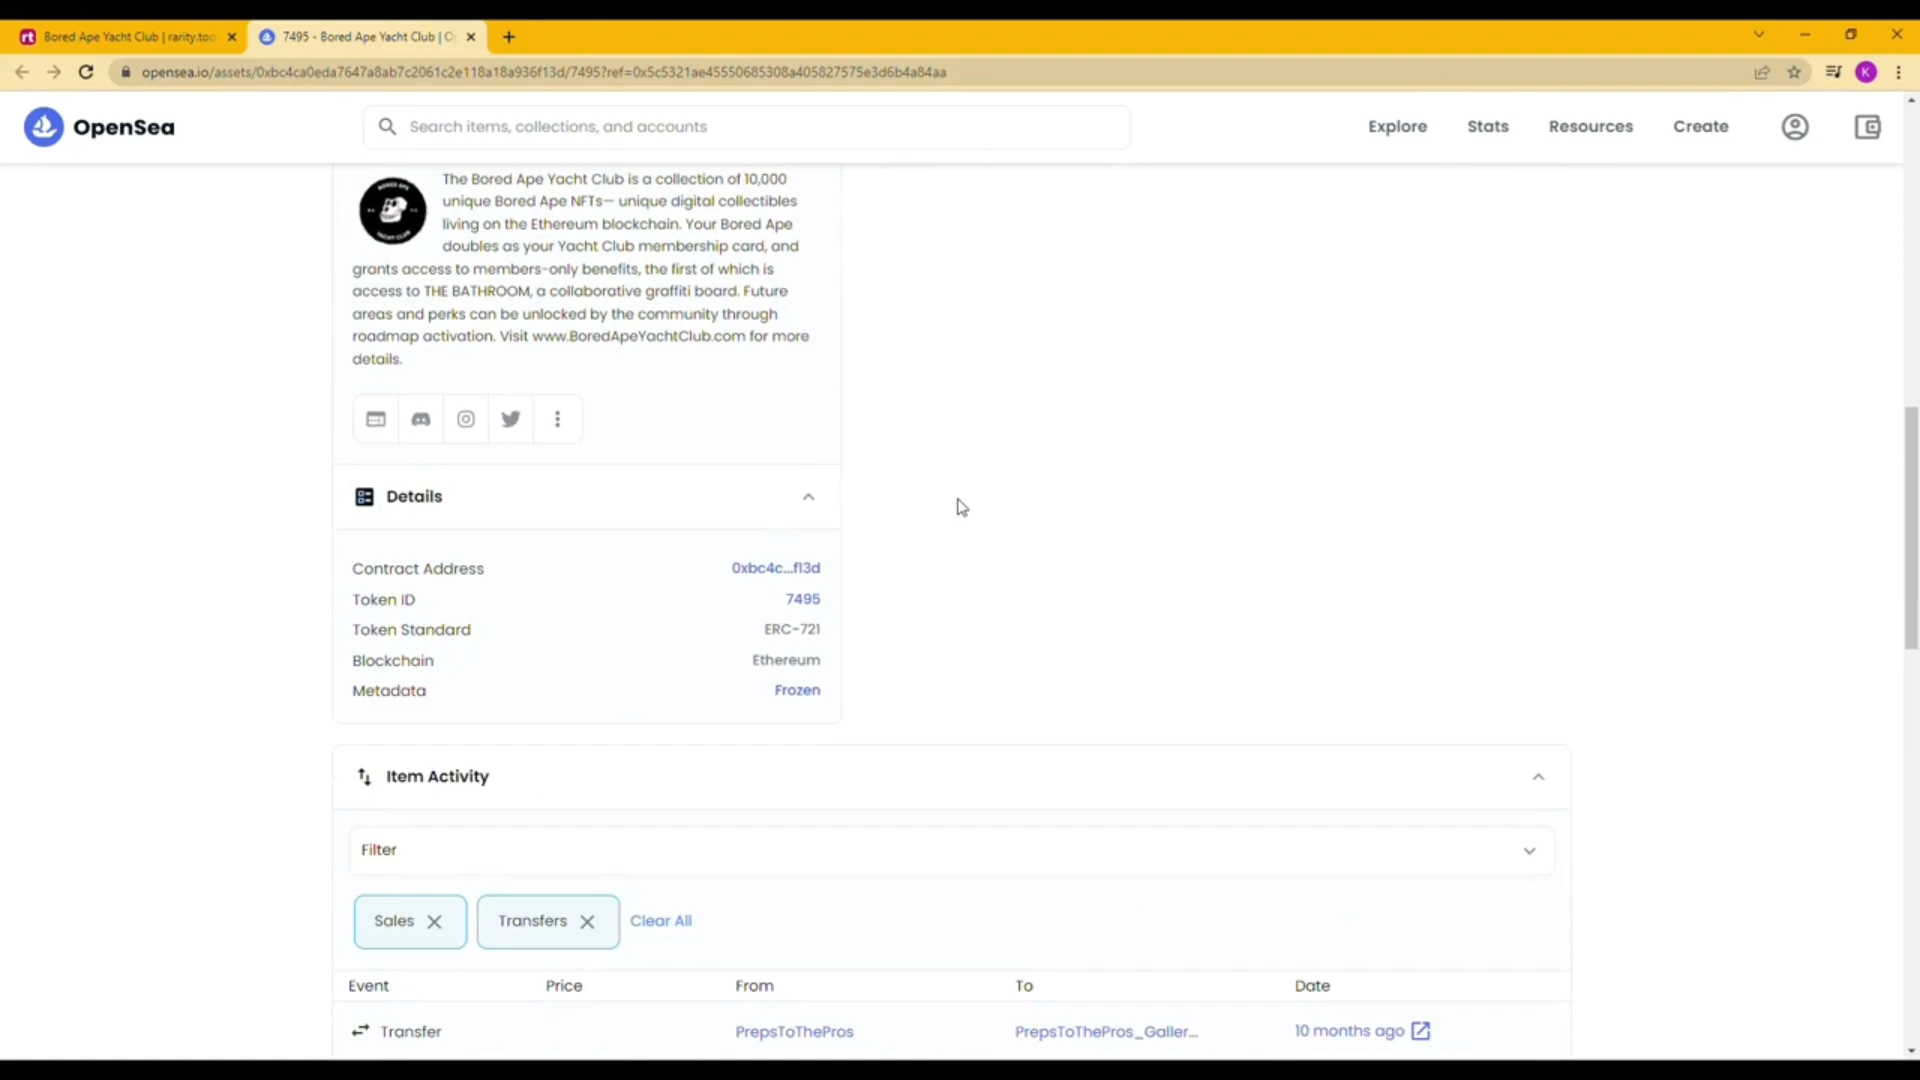 Bored Ape Yacht Club | rarity.too
7495 - Bored Ape Yacht Club | O
opensea.io/assets/0xbc4ca0eda7647a8ab7c2061c2e118a18a936f13d/7495?ref=0x5c5321ae45550685308a405827575e3d6b4a84aa
K
OpenSea
Search items, collections, and accounts
Explore
Stats
Resources
Create
BORED APE
YACHT CLUB
The Bored Ape Yacht Club is a collection of 10,000
unique Bored Ape NFTs— unique digital collectibles
living on the Ethereum blockchain. Your Bored Ape
doubles as your Yacht Club membership card, and
grants access to members-only benefits, the first of which is
access to THE BATHROOM, a collaborative graffiti board. Future
areas and perks can be unlocked by the community through
roadmap activation. Visit www.BoredApeYachtClub.com for more
details.
Details
Contract Address 0xbc4c...f13d
Token ID 7495
Token Standard ERC-721
Blockchain Ethereum
Metadata Frozen
Item Activity
Filter
Sales
Transfers
Clear All
Event Price From To Date
Transfer PrepsToThePros PrepsToThePros_Galler... 10 months ago